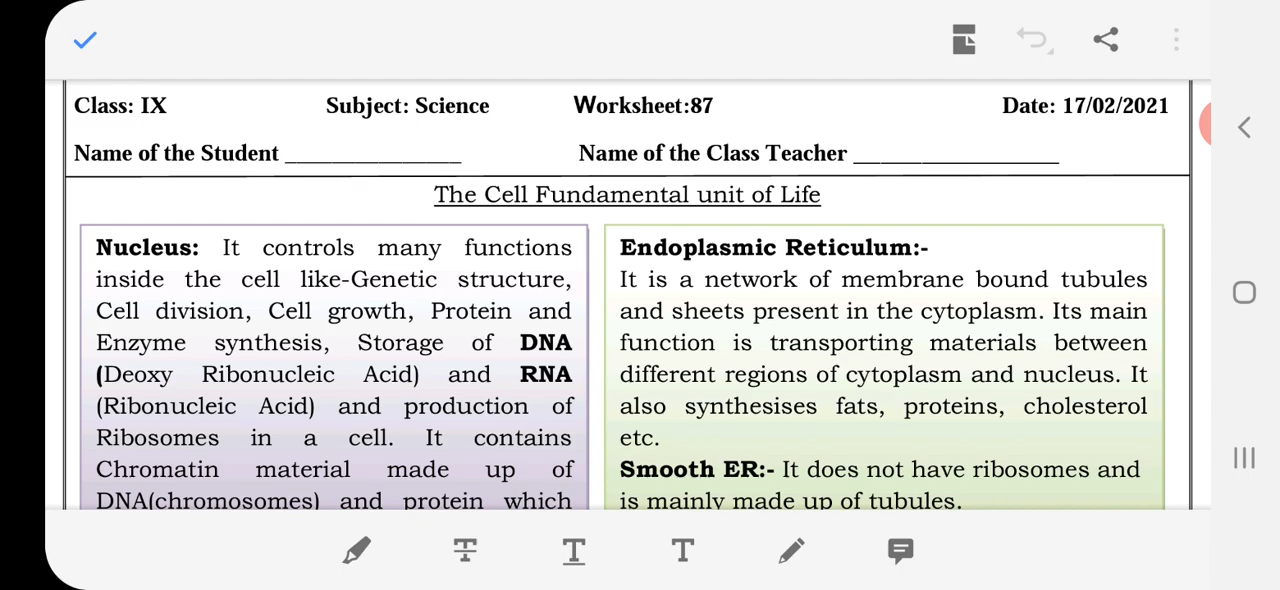 Class: IX Subject: Science Worksheet:87 Date: 17/02/2021
Name of the Student _______________ Name of the Class Teacher _________________
The Cell Fundamental unit of Life
Nucleus: It controls many functions
inside the cell like-Genetic structure,
Cell division, Cell growth, Protein and
Enzyme synthesis, Storage of DNA
(Deoxy Ribonucleic Acid) and RNA
(Ribonucleic Acid) and production of
Ribosomes in a cell. It contains
Chromatin material made up of
DNA(chromosomes) and protein which
Endoplasmic Reticulum:-
It is a network of membrane bound tubules
and sheets present in the cytoplasm. Its main
function is transporting materials between
different regions of cytoplasm and nucleus. It
also synthesises fats, proteins, cholesterol
etc.
Smooth ER:- It does not have ribosomes and
is mainly made up of tubules.